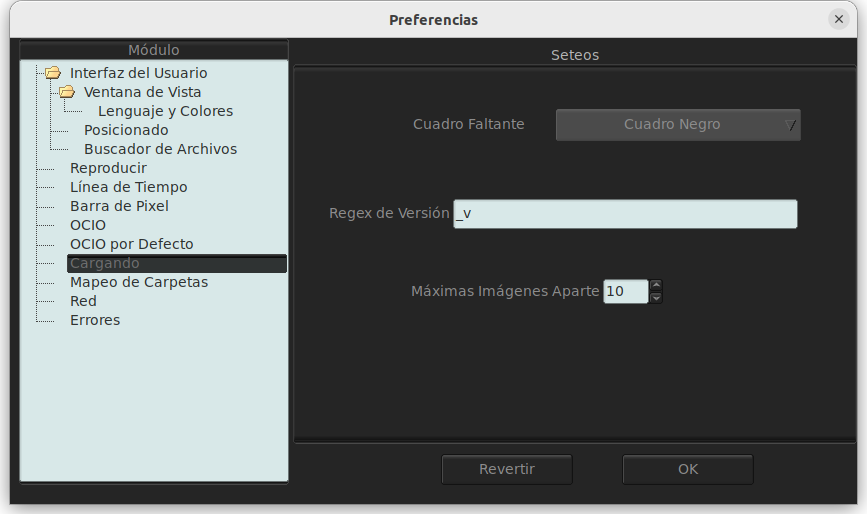 Preferencias
Módulo
Interfaz del Usuario
Ventana de Vista
Lenguaje y Colores
Posicionado
Buscador de Archivos
Reproducir
Línea de Tiempo
Barra de Pixel
OCIO
OCIO por Defecto
Cargando
Mapeo de Carpetas
Red
Errores
Seteos
Cuadro Faltante Cuadro Negro
Regex de Versión _v
Máximas Imágenes Aparte 10
Revertir OK